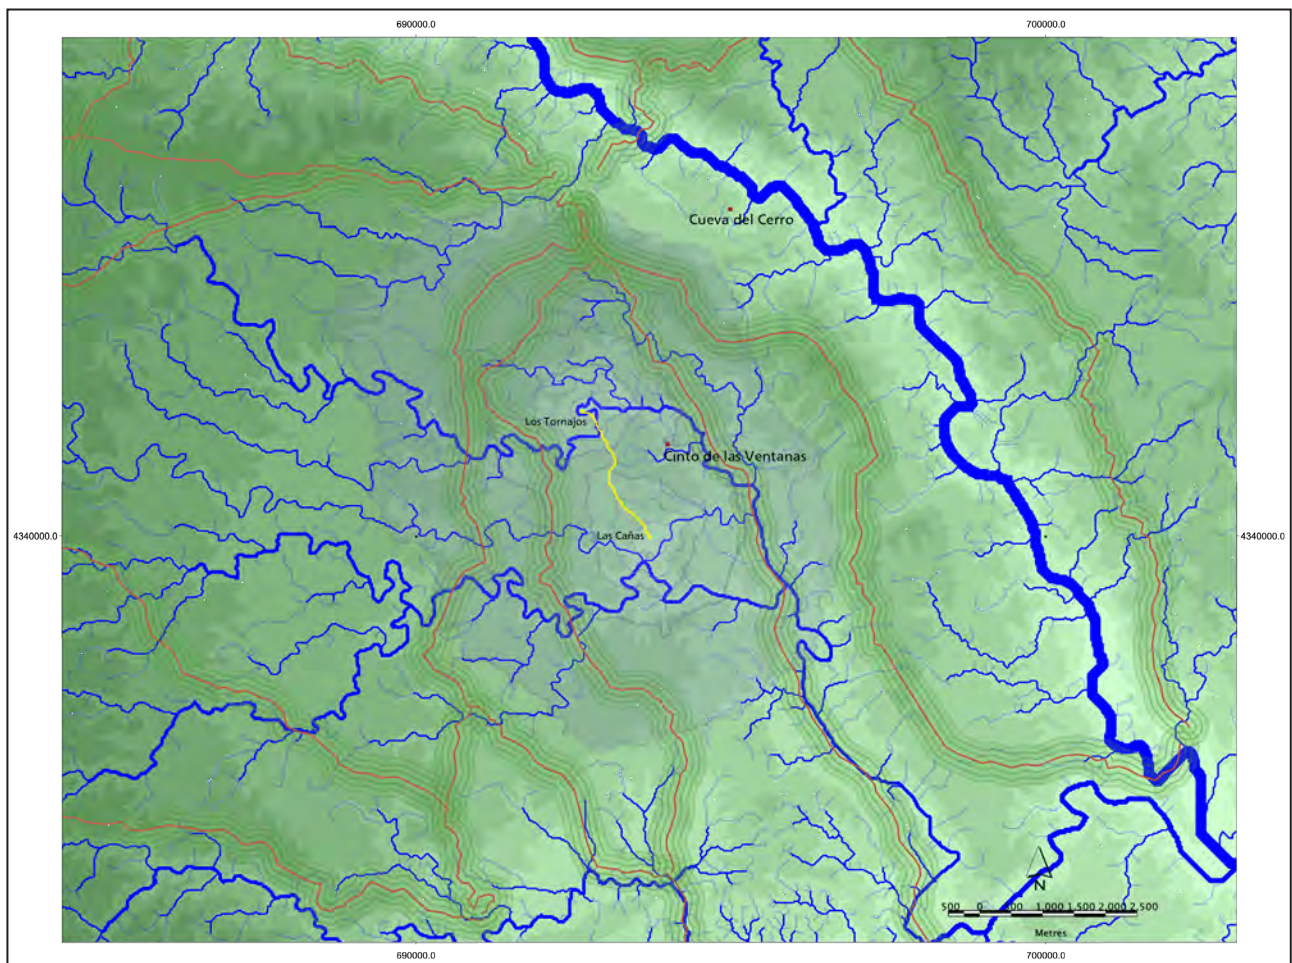 690000.0 700000.0
Cueva del Cerro
Los Tornajos
Cinto de las Ventanas
Las Cañas
4340000.0 4340000.0
N
500 0 500 1,000 1,500 2,000 2,500
Metres
690000.0 700000.0